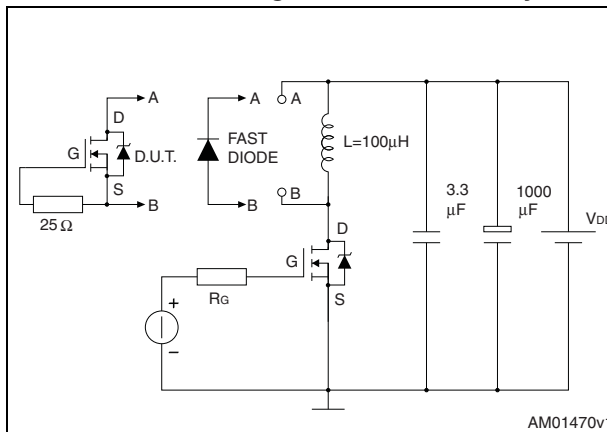 A
D
G
D.U.T.
S
B
25 Ω
A
FAST
DIODE
B
A
L=100µH
B
D
G
S
RG
+
−
3.3
µF
1000
µF
AM01470v1